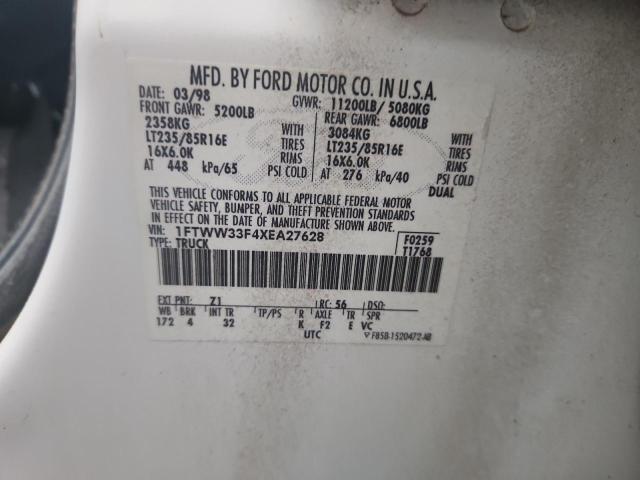 MFD. BY FORD MOTOR CO. IN U.S.A.
DATE: 03/98 GVWR: 11200LB/ 5080KG
FRONT GAWR: 5200LB REAR GAWR: 6800LB
2358KG WITH 3084KG WITH
LT235/85R16E TIRES LT235/85R16E TIRES
16X6.0K RIMS 16X6.0K RIMS
AT 448 kPa/65 PSI COLD AT 276 kPa/40 PSI COLD
DUAL
THIS VEHICLE CONFORMS TO ALL APPLICABLE FEDERAL MOTOR
VEHICLE SAFETY, BUMPER, AND THEFT PREVENTION STANDARDS
IN EFFECT ON THE DATE OF MANUFACTURE SHOWN ABOVE.
VIN: 1FTWW33F4XEA27628 F0259
TYPE: TRUCK T1768
EXT PNT: Z1 RC: 56 DSO:
WB BRK INT TR TP/PS R AXLE TR SPR
172 4 32 K F2 E VC
UTC F85B-1520472-AB